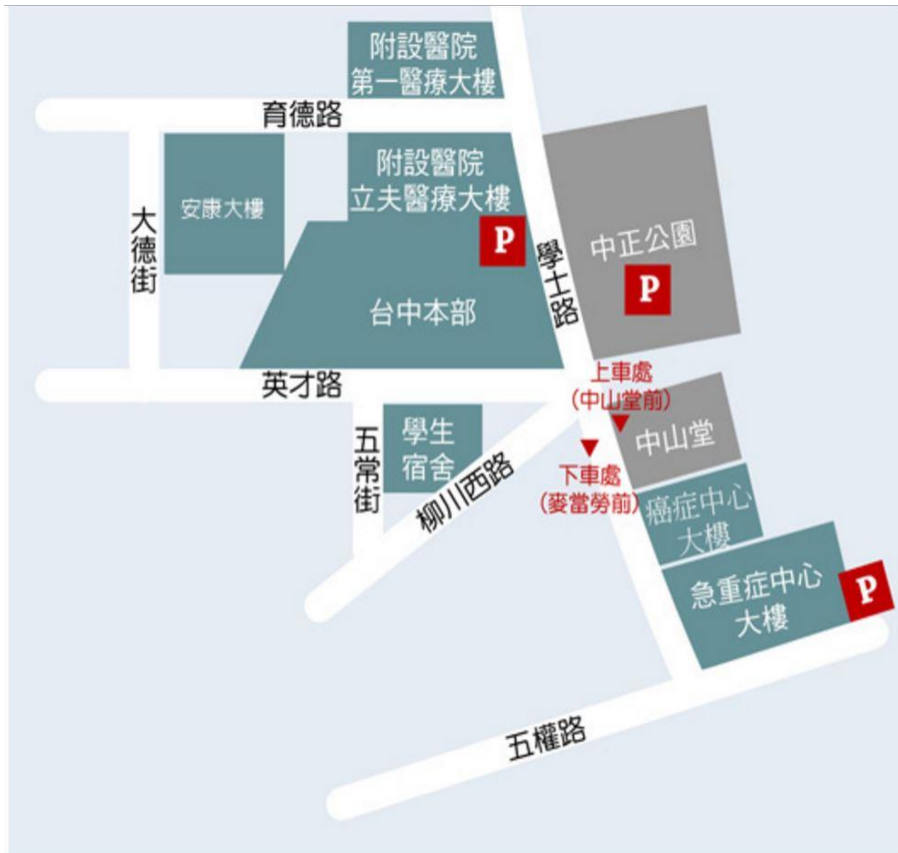 附設醫院
第一醫療大樓
育德路
安康大樓
附設醫院
立夫醫療大樓
P
大德街
學士路
中正公園
P
台中本部
英才路
上車處
(中山堂前)
五常街
學生
宿舍
柳川西路
中山堂
下車處
(麥當勞前)
癌症中心
大樓
急重症中心
大樓
P
五權路